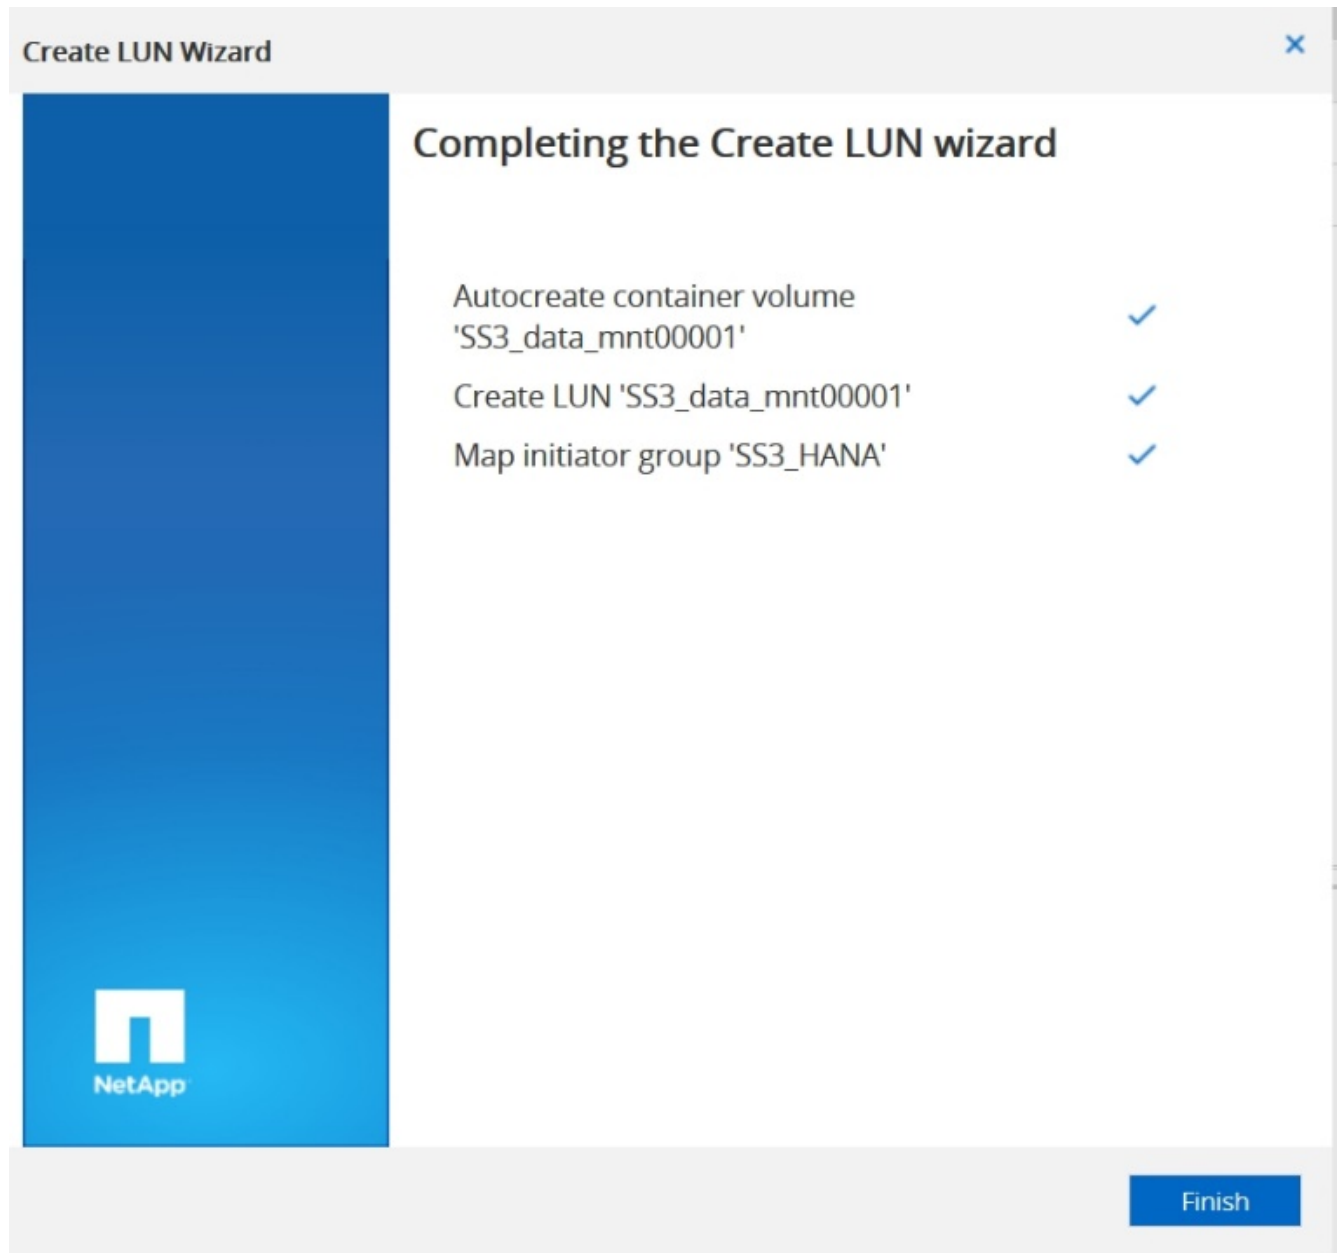 Create LUN Wizard
Completing the Create LUN wizard
Autocreate container volume
'SS3_data_mnt00001'
Create LUN 'SS3_data_mnt00001'
Map initiator group 'SS3_HANA'
NetApp
Finish